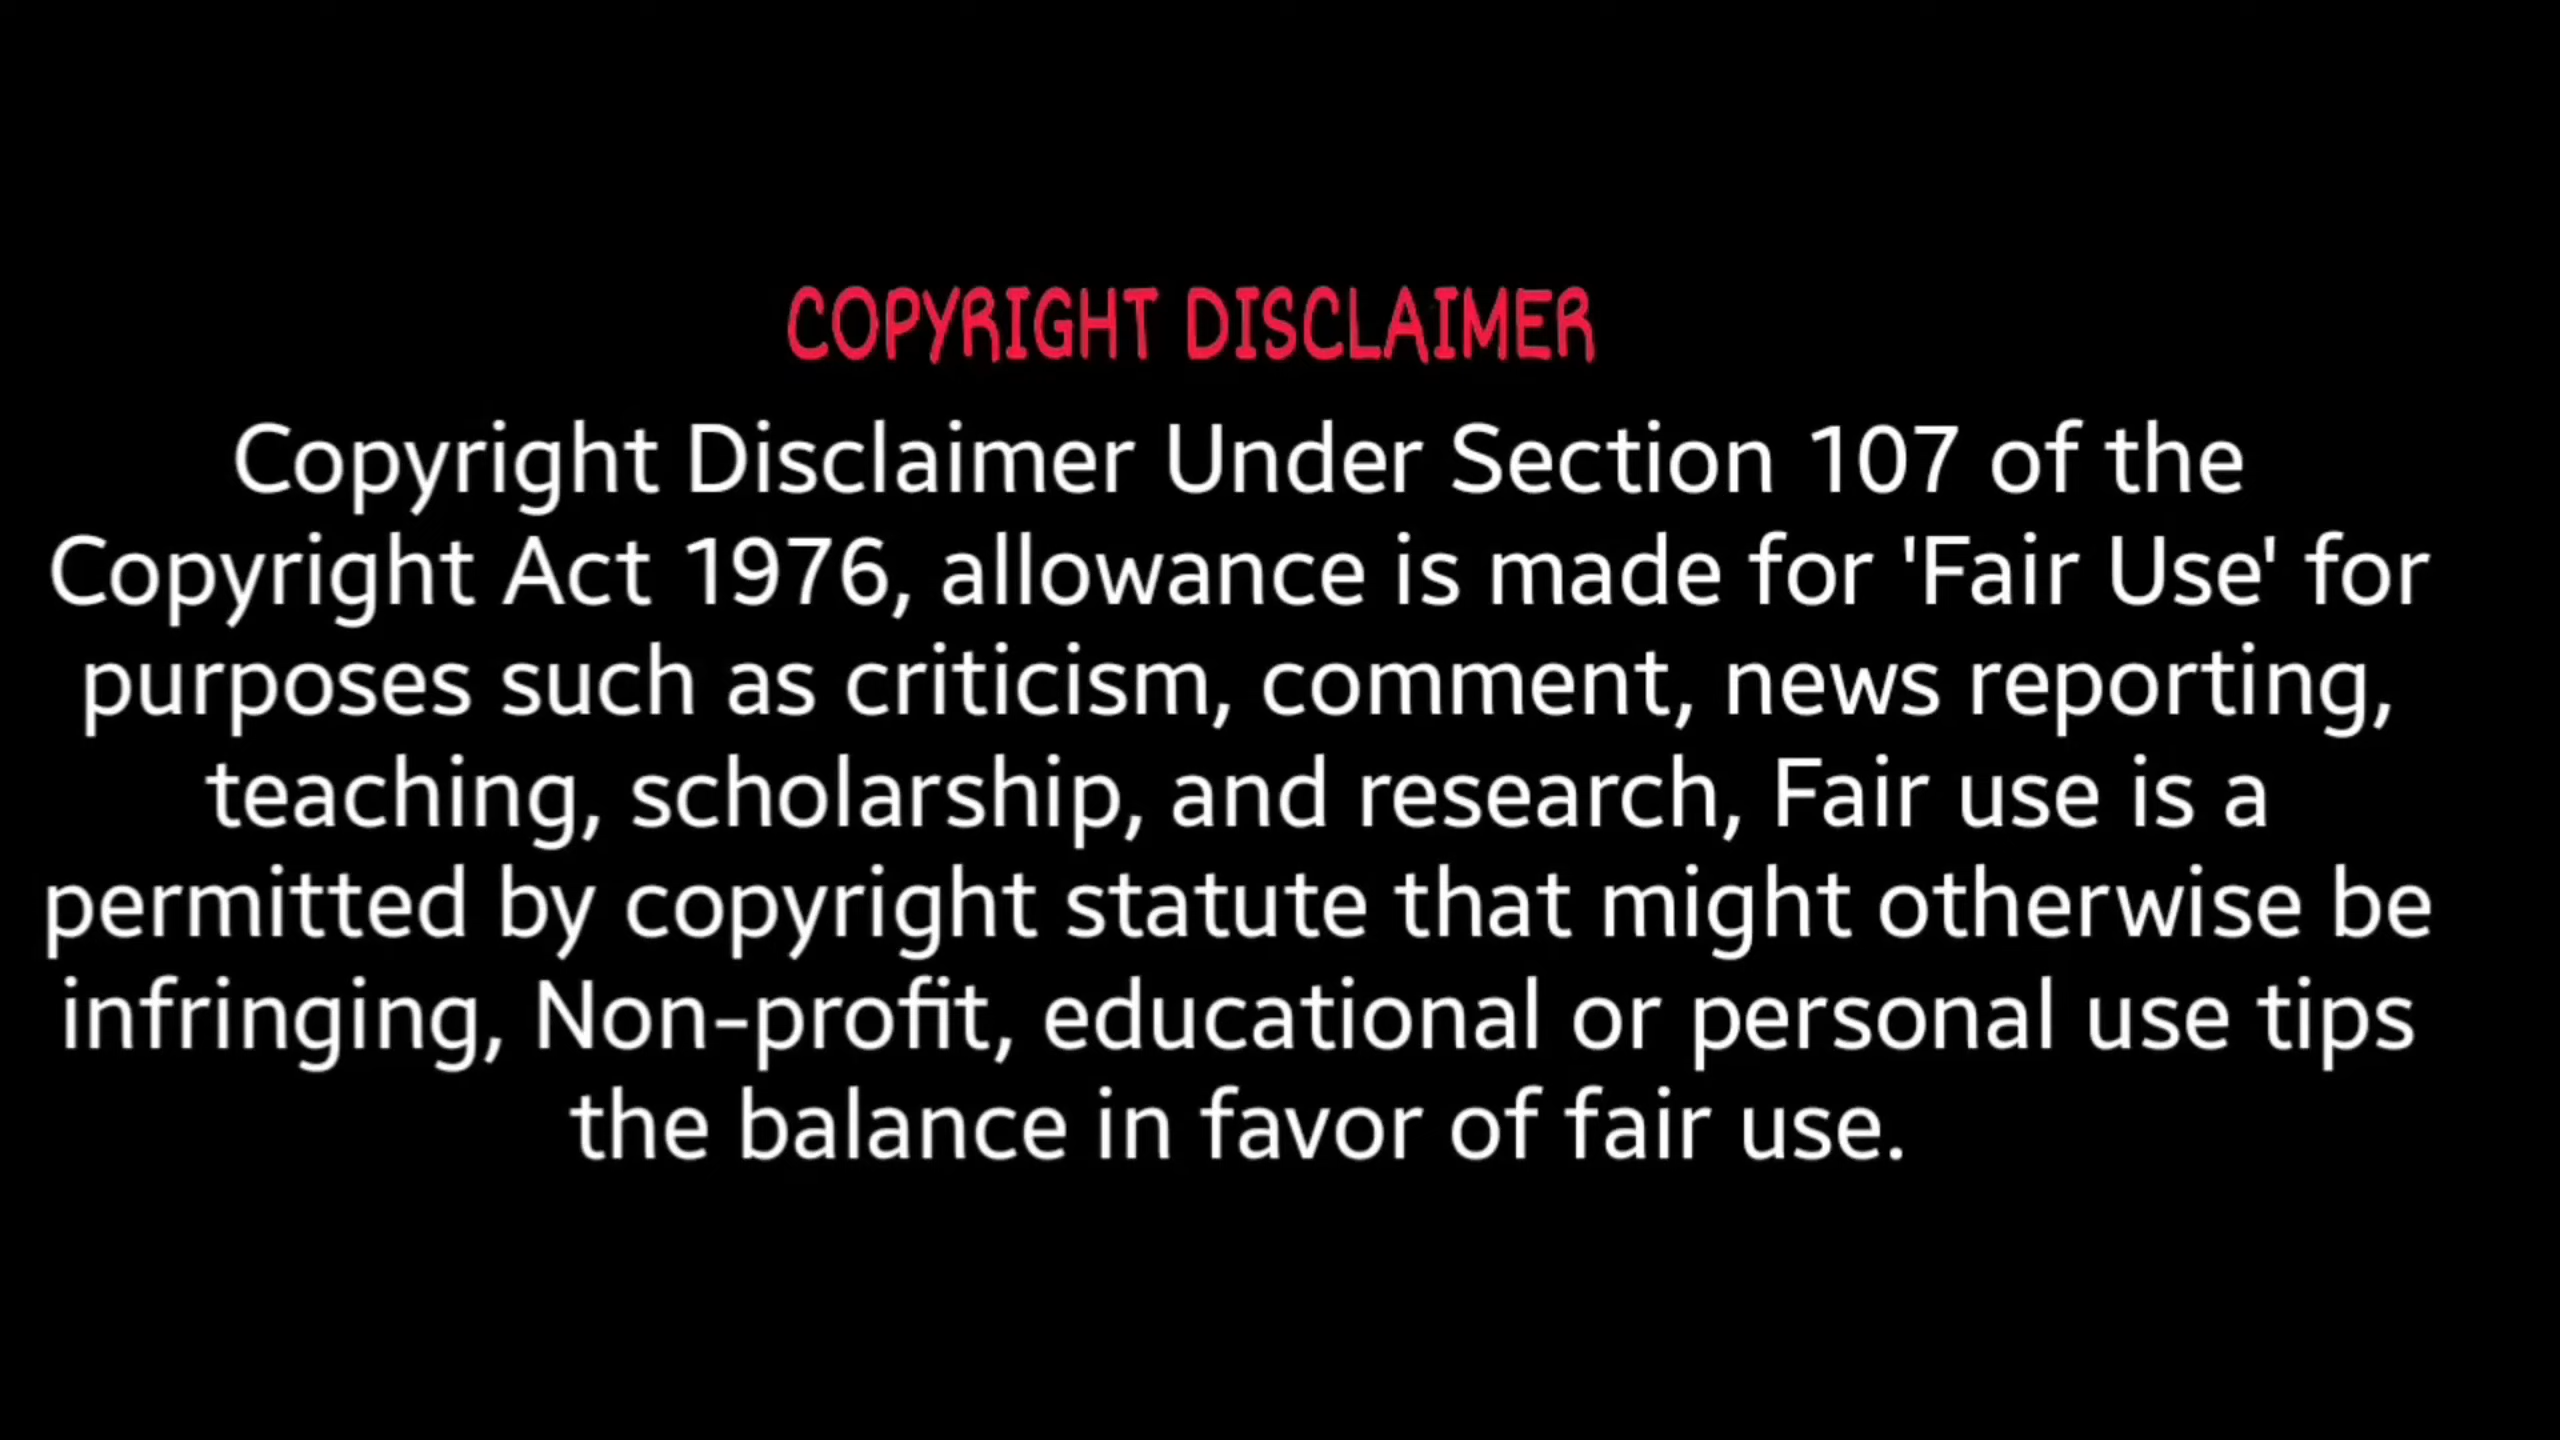 COPYRIGHT DISCLAIMER
Copyright Disclaimer Under Section 107 of the
Copyright Act 1976, allowance is made for 'Fair Use' for
purposes such as criticism, comment, news reporting,
teaching, scholarship, and research, Fair use is a
permitted by copyright statute that might otherwise be
infringing, Non-profit, educational or personal use tips
the balance in favor of fair use.